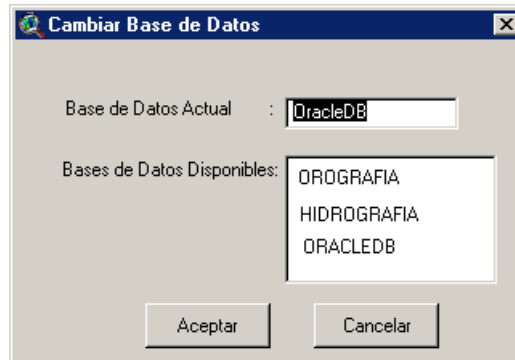 Cambiar Base de Datos
Base de Datos Actual : OracleDB
Bases de Datos Disponibles:
OROGRAFIA
HIDROGRAFIA
ORACLEDB
Aceptar Cancelar